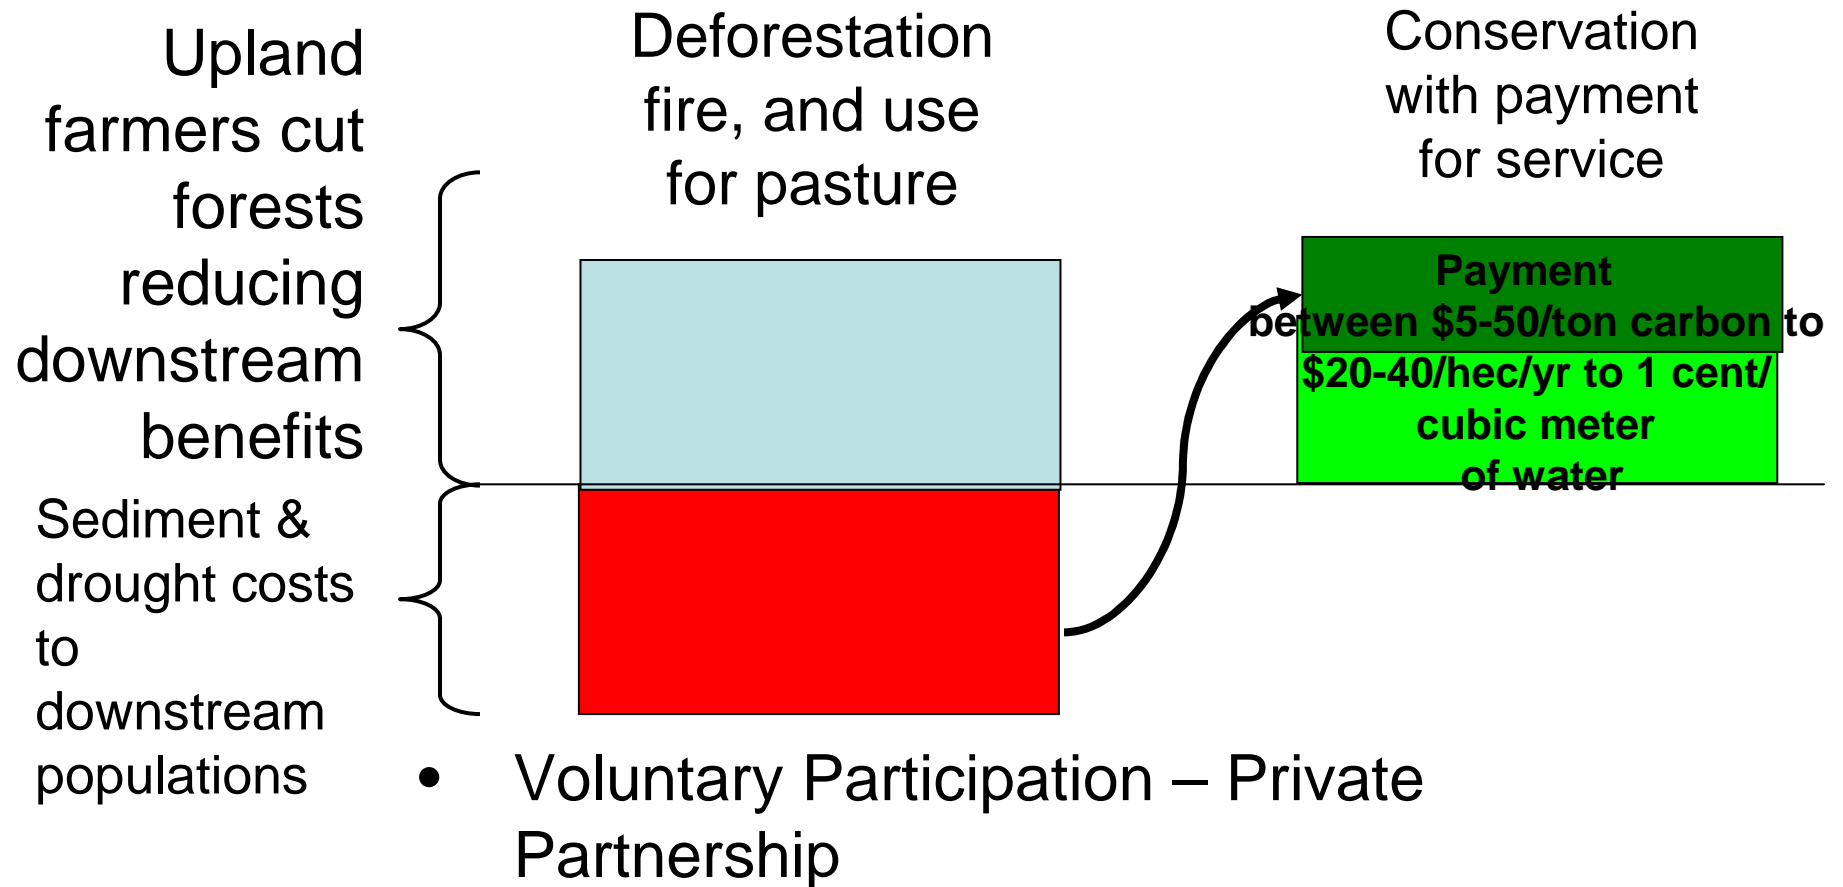 Upland
farmers cut
forests
reducing
downstream
benefits
Sediment &
drought costs
to
downstream
populations
Deforestation
fire, and use
for pasture
Conservation
with payment
for service
Payment
between $5-50/ton carbon to
$20-40/hec/yr to 1 cent/
cubic meter
of water
• Voluntary Participation – Private
Partnership